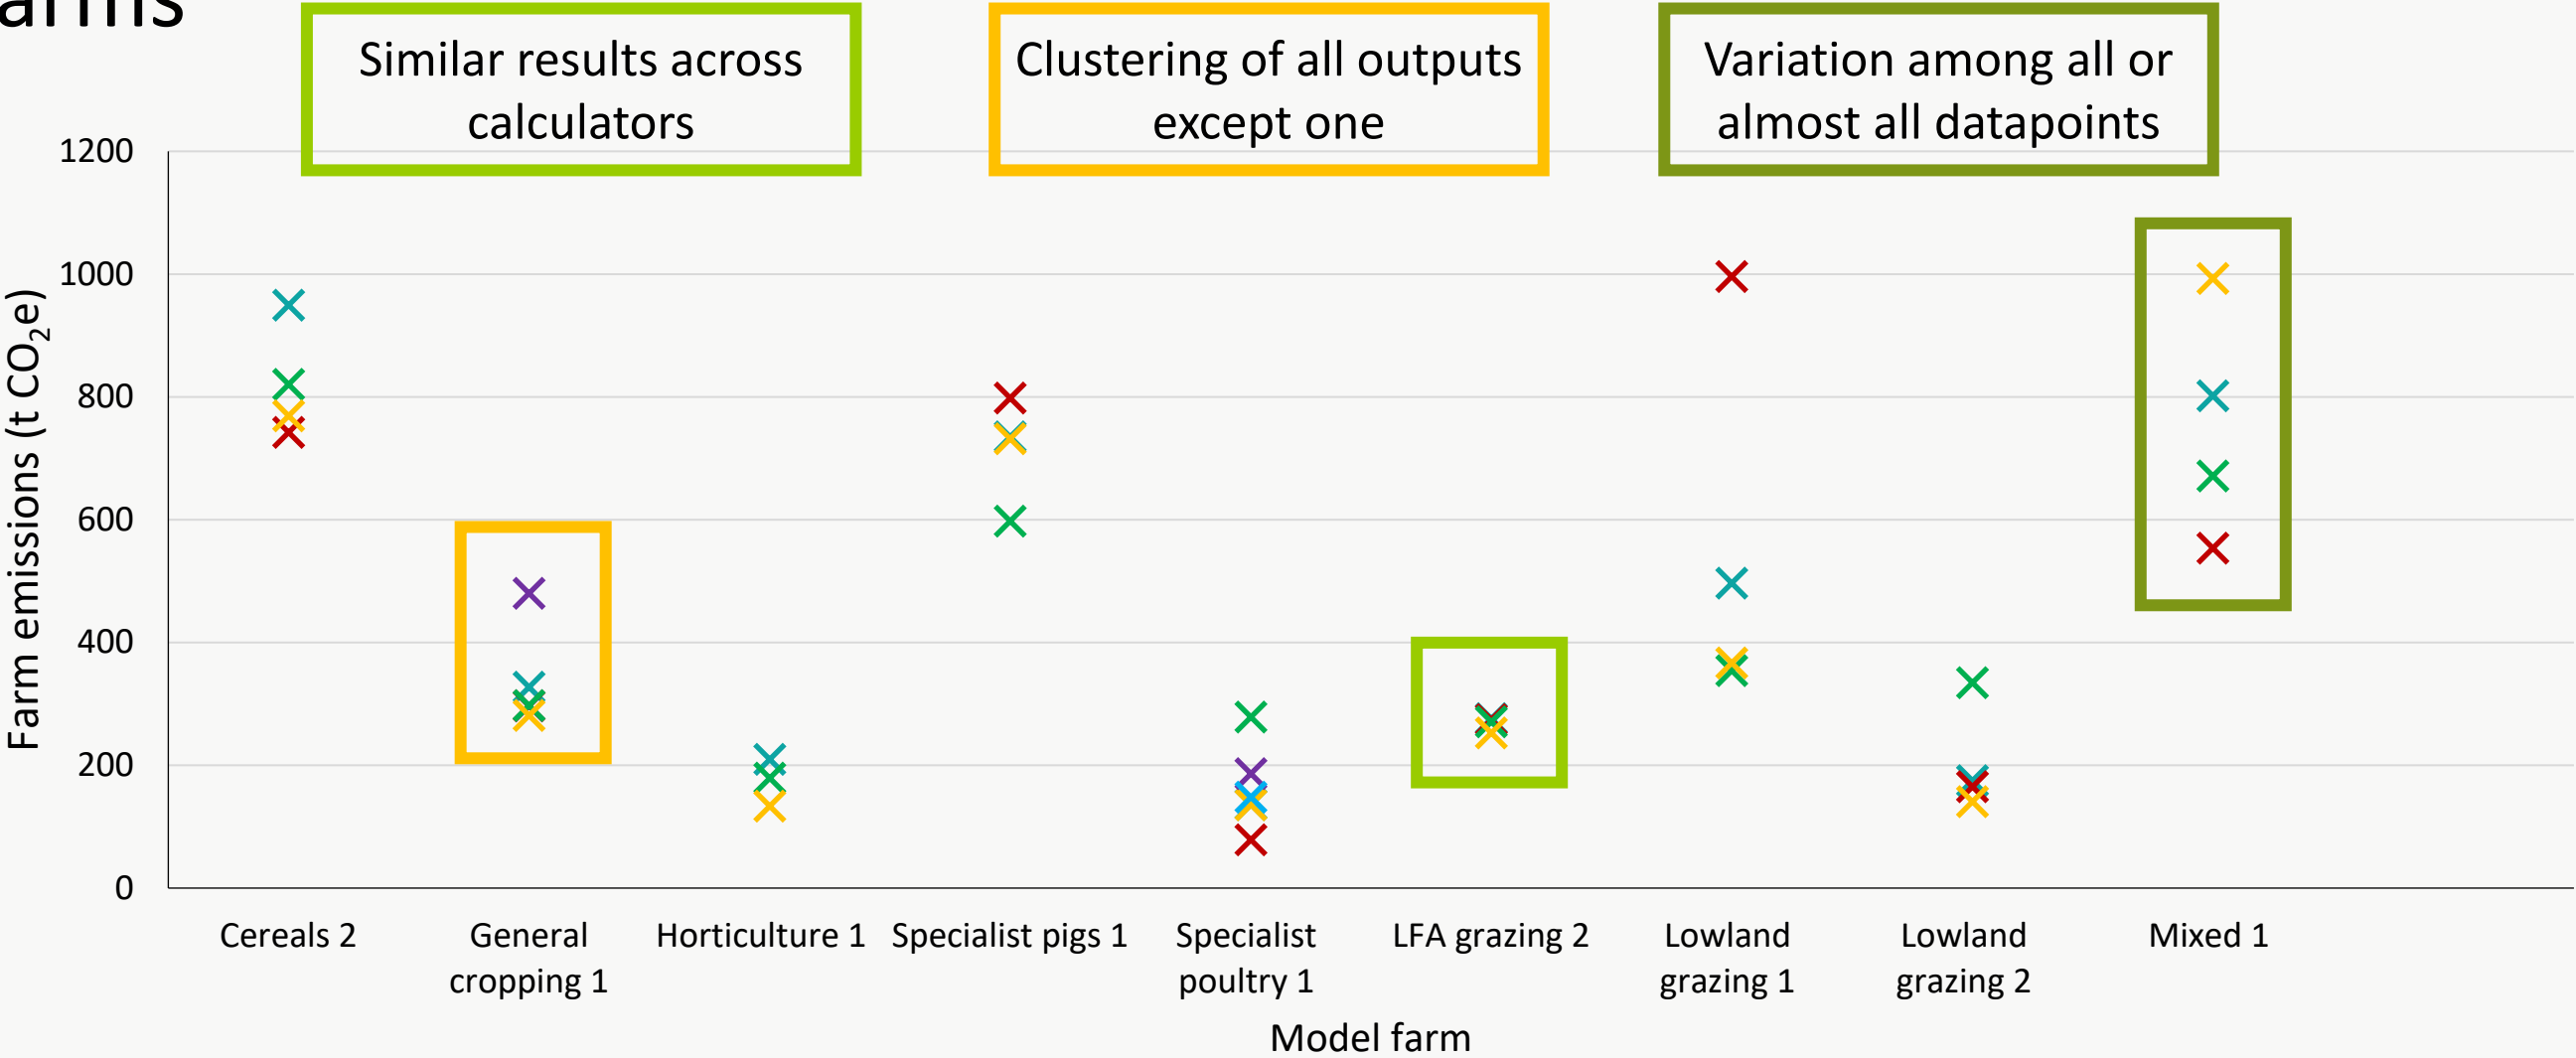 Similar results across
calculators
Clustering of all outputs
except one
Variation among all or
almost all datapoints
Farm emissions (t CO₂e)
1200
1000
800
600
400
200
0
Cereals 2
General
cropping 1
Horticulture 1
Specialist pigs 1
Specialist
poultry 1
LFA grazing 2
Lowland
grazing 1
Lowland
grazing 2
Mixed 1
Model farm